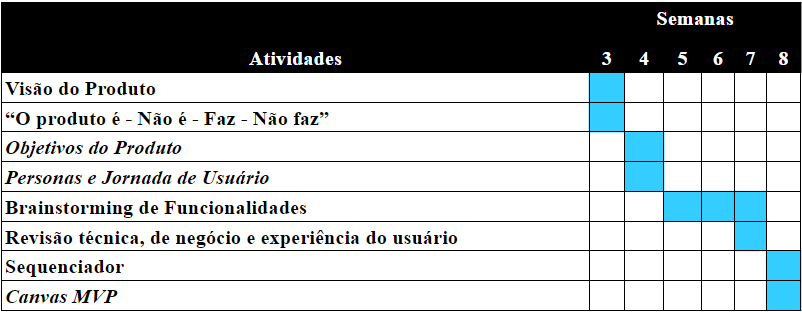 Semanas
Atividades 3 4 5 6 7 8
Visão do Produto
“O produto é - Não é - Faz - Não faz”
Objetivos do Produto
Personas e Jornada de Usuário
Brainstorming de Funcionalidades
Revisão técnica, de negócio e experiência do usuário
Sequenciador
Canvas MVP